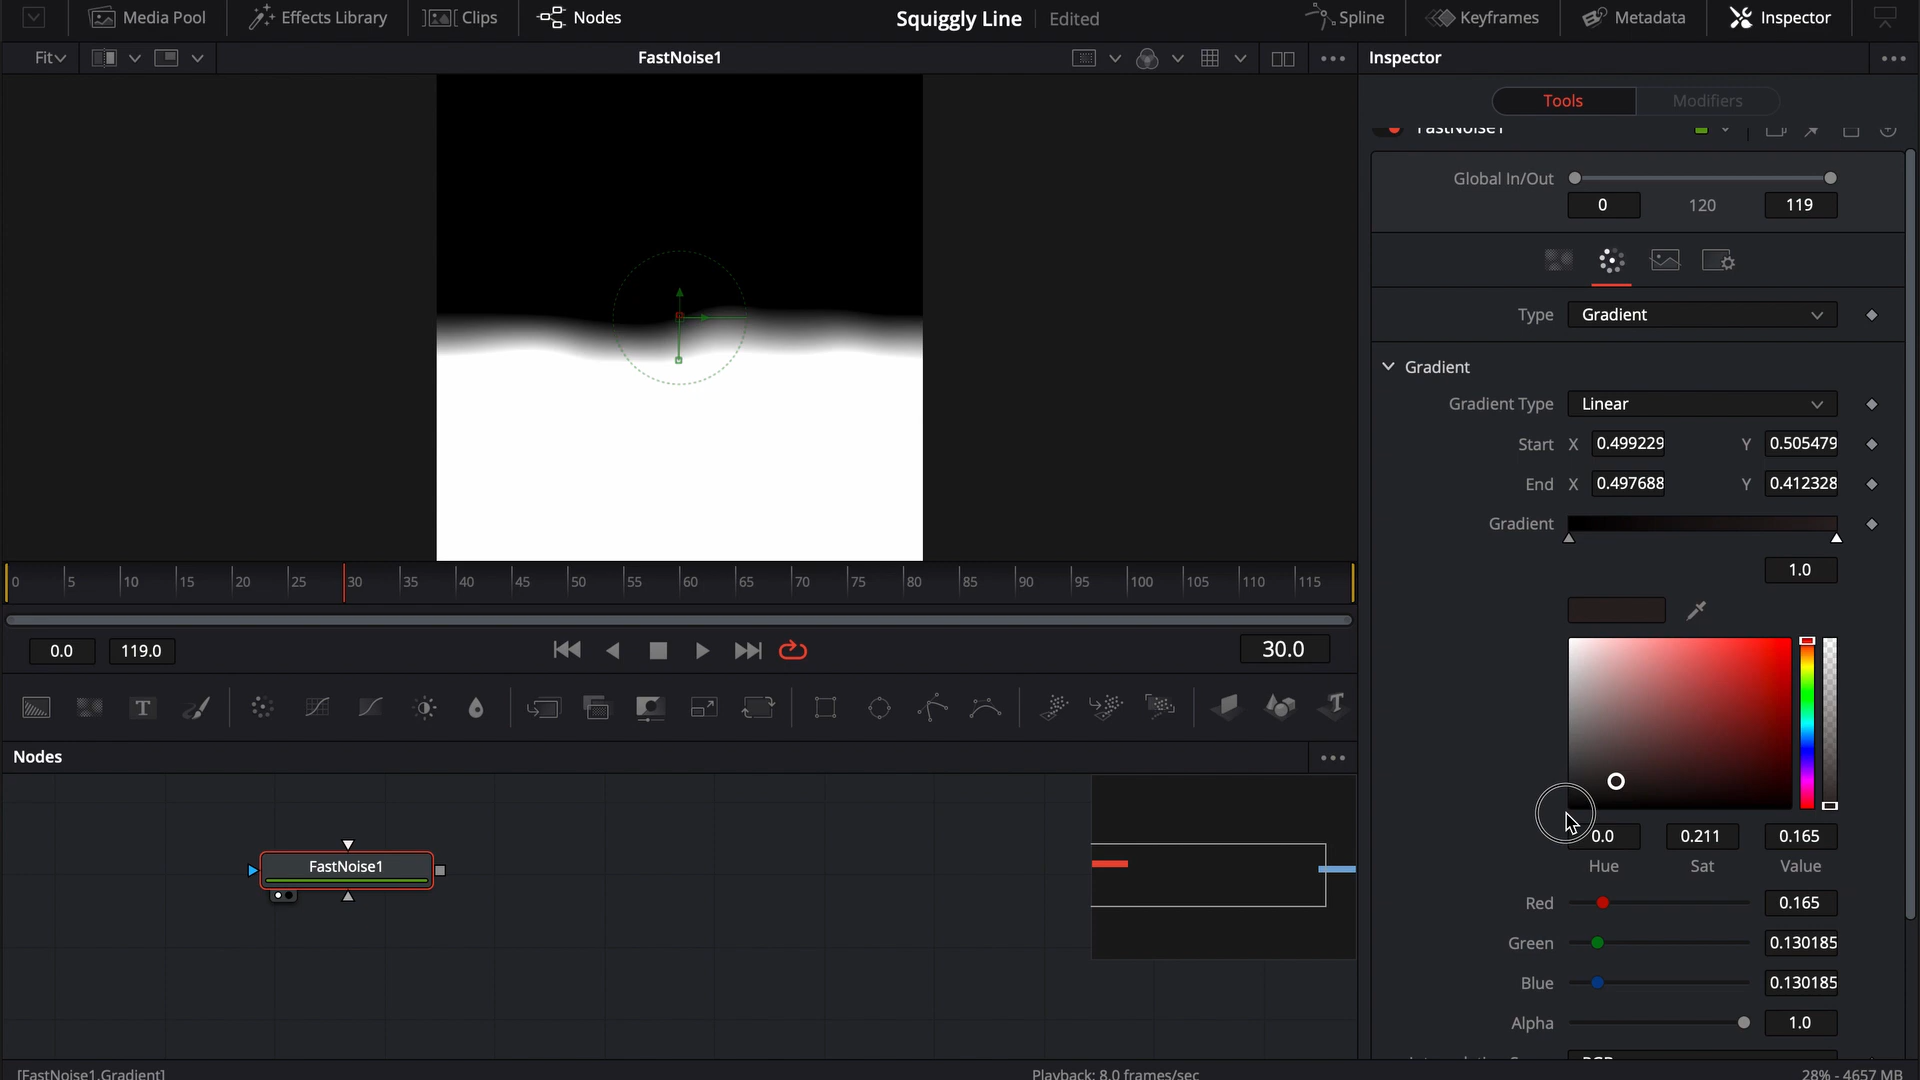 Media Pool
Effects Library
Clips
Nodes
Squiggly Line
Edited
Spline
Keyframes
Metadata
Inspector
Fit
FastNoise1
Inspector
Tools
Modifiers
FastNoise1
Global In/Out
0
120
119
Type
Gradient
Gradient
Gradient Type
Linear
Start
X
0.499229
Y
0.505479
End
X
0.497688
Y
0.412328
Gradient
1.0
0
5
10
15
20
25
30
35
40
45
50
55
60
65
70
75
80
85
90
95
100
105
110
115
0.0
119.0
30.0
T
T
Nodes
FastNoise1
0.0
0.211
0.165
Hue
Sat
Value
Red
0.165
Green
0.130185
Blue
0.130185
Alpha
1.0
[FastNoise1.Gradient]
Playback: 8.0 frames/sec
28% - 4657 MB